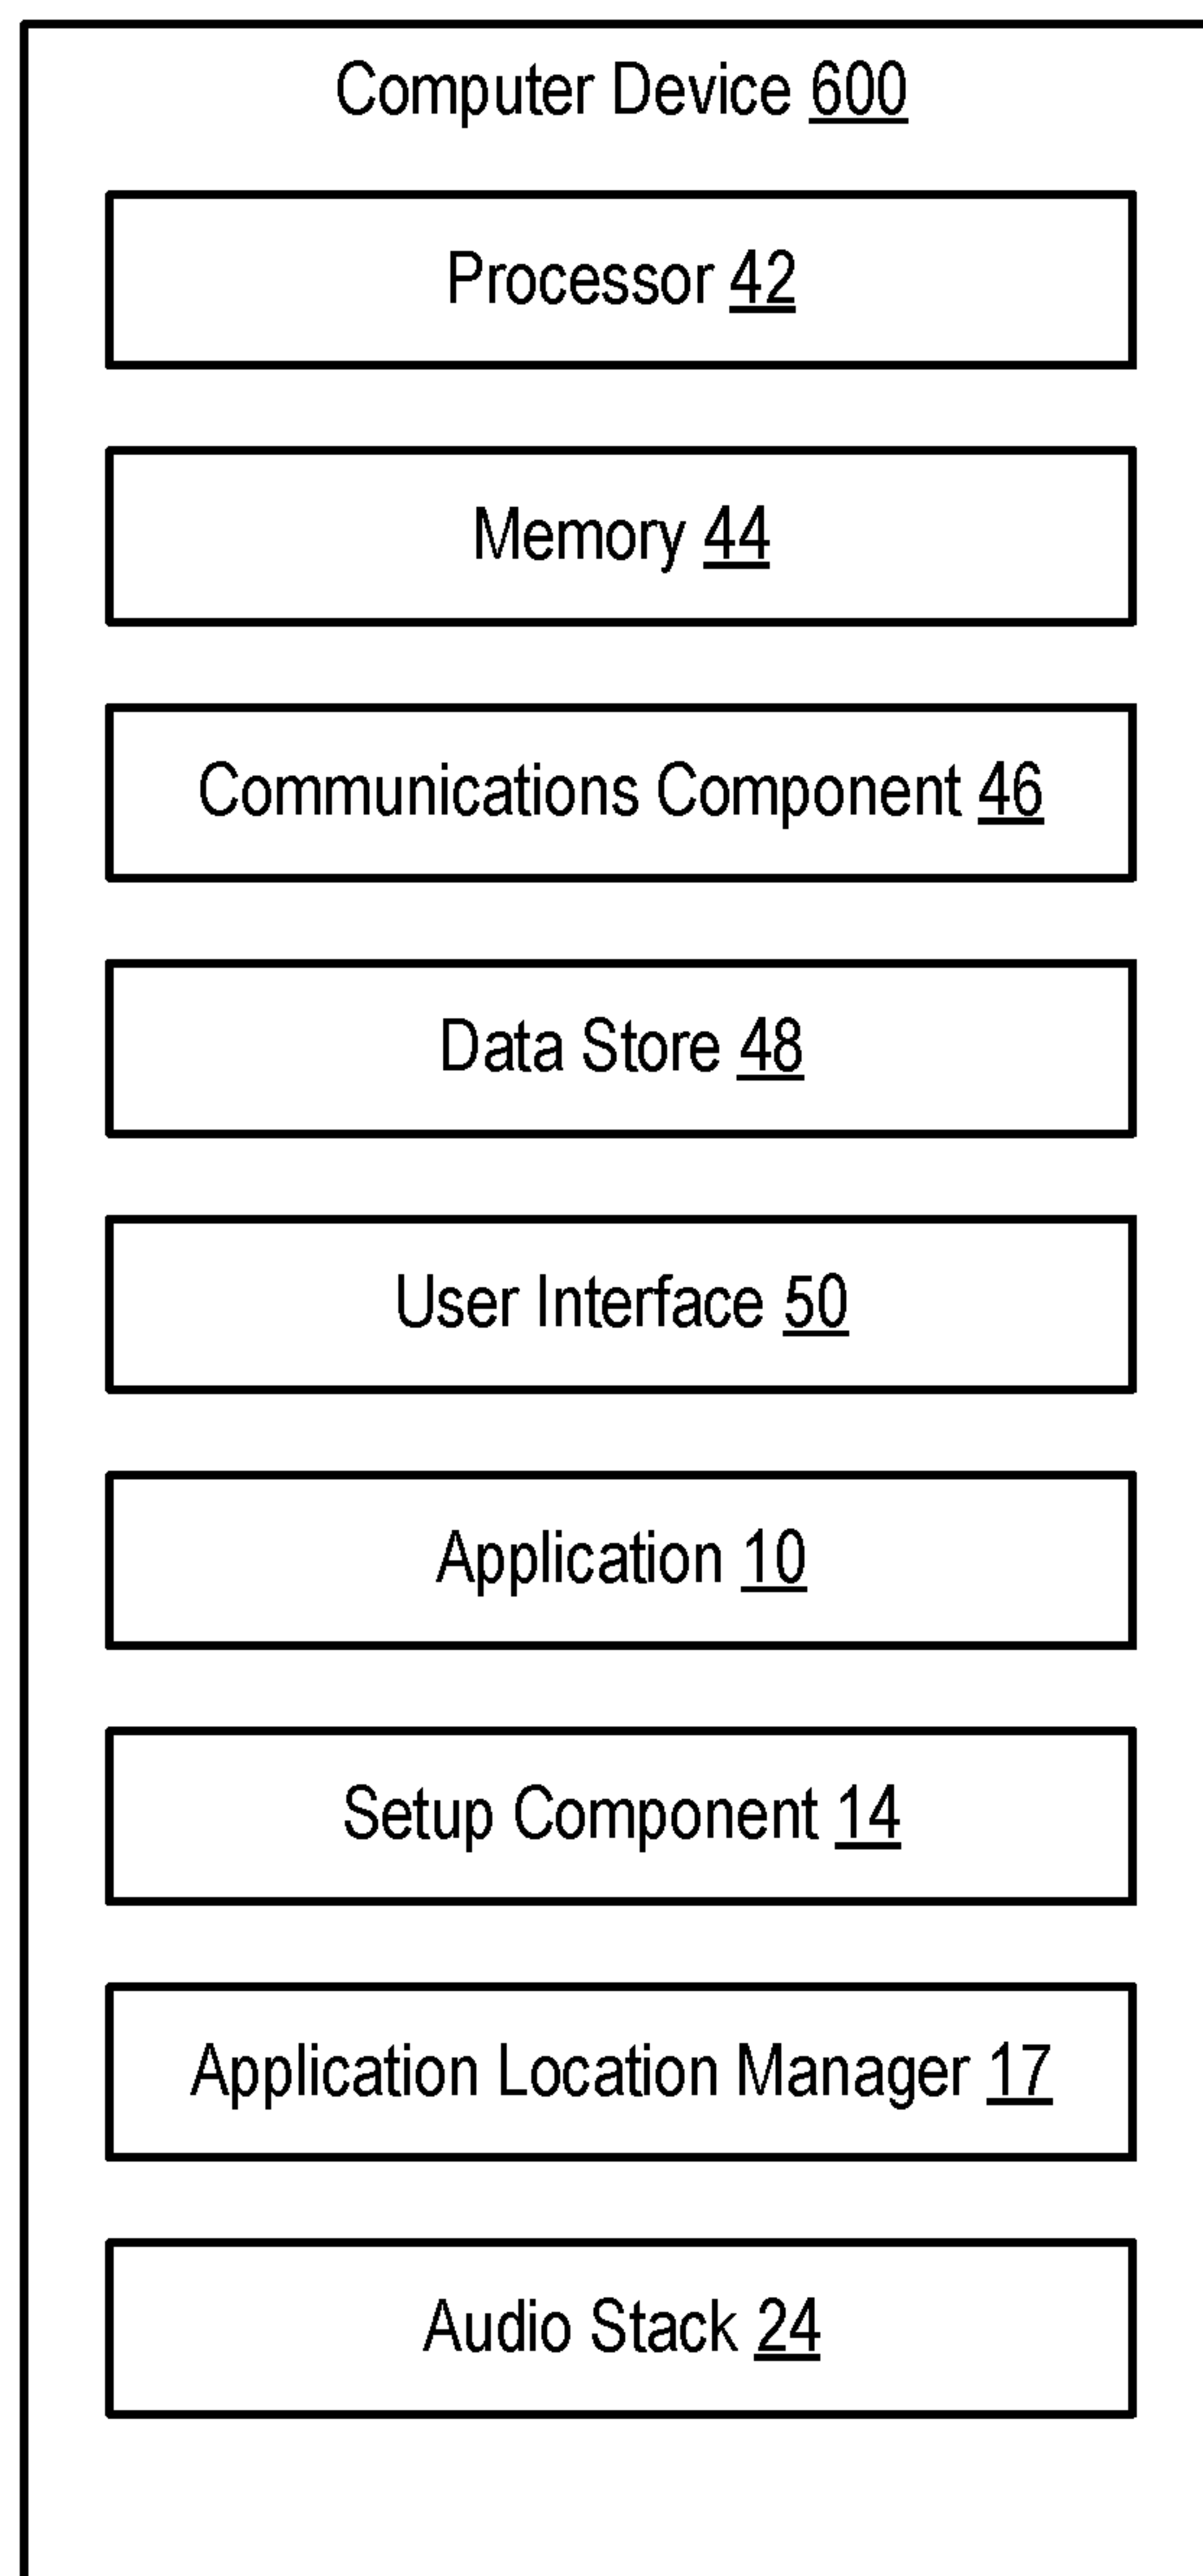 Computer Device 600
Processor 42
Memory 44
Communications Component 46
Data Store 48
User Interface 50
Application 10
Setup Component 14
Application Location Manager 17
Audio Stack 24